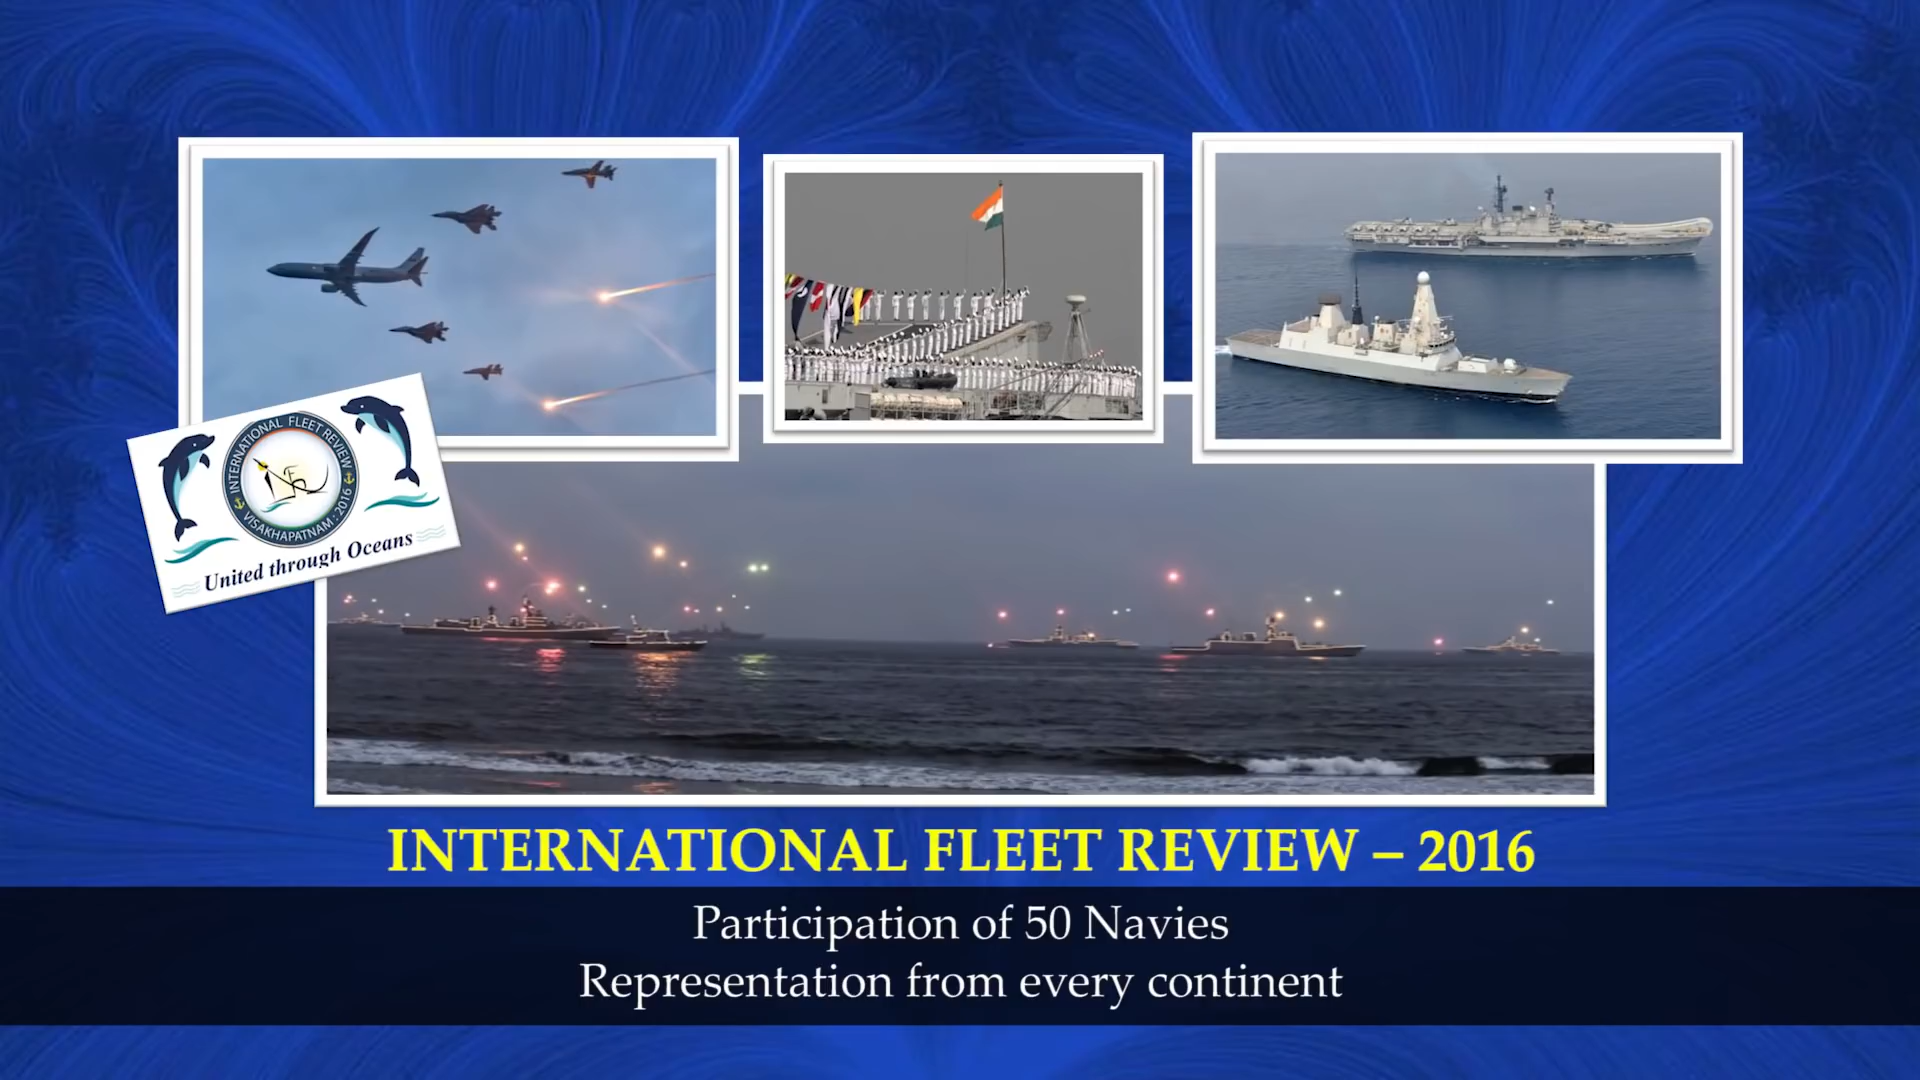 INTERNATIONAL FLEET REVIEW
VISAKHAPATNAM · 2016
United through Oceans
INTERNATIONAL FLEET REVIEW – 2016
Participation of 50 Navies
Representation from every continent